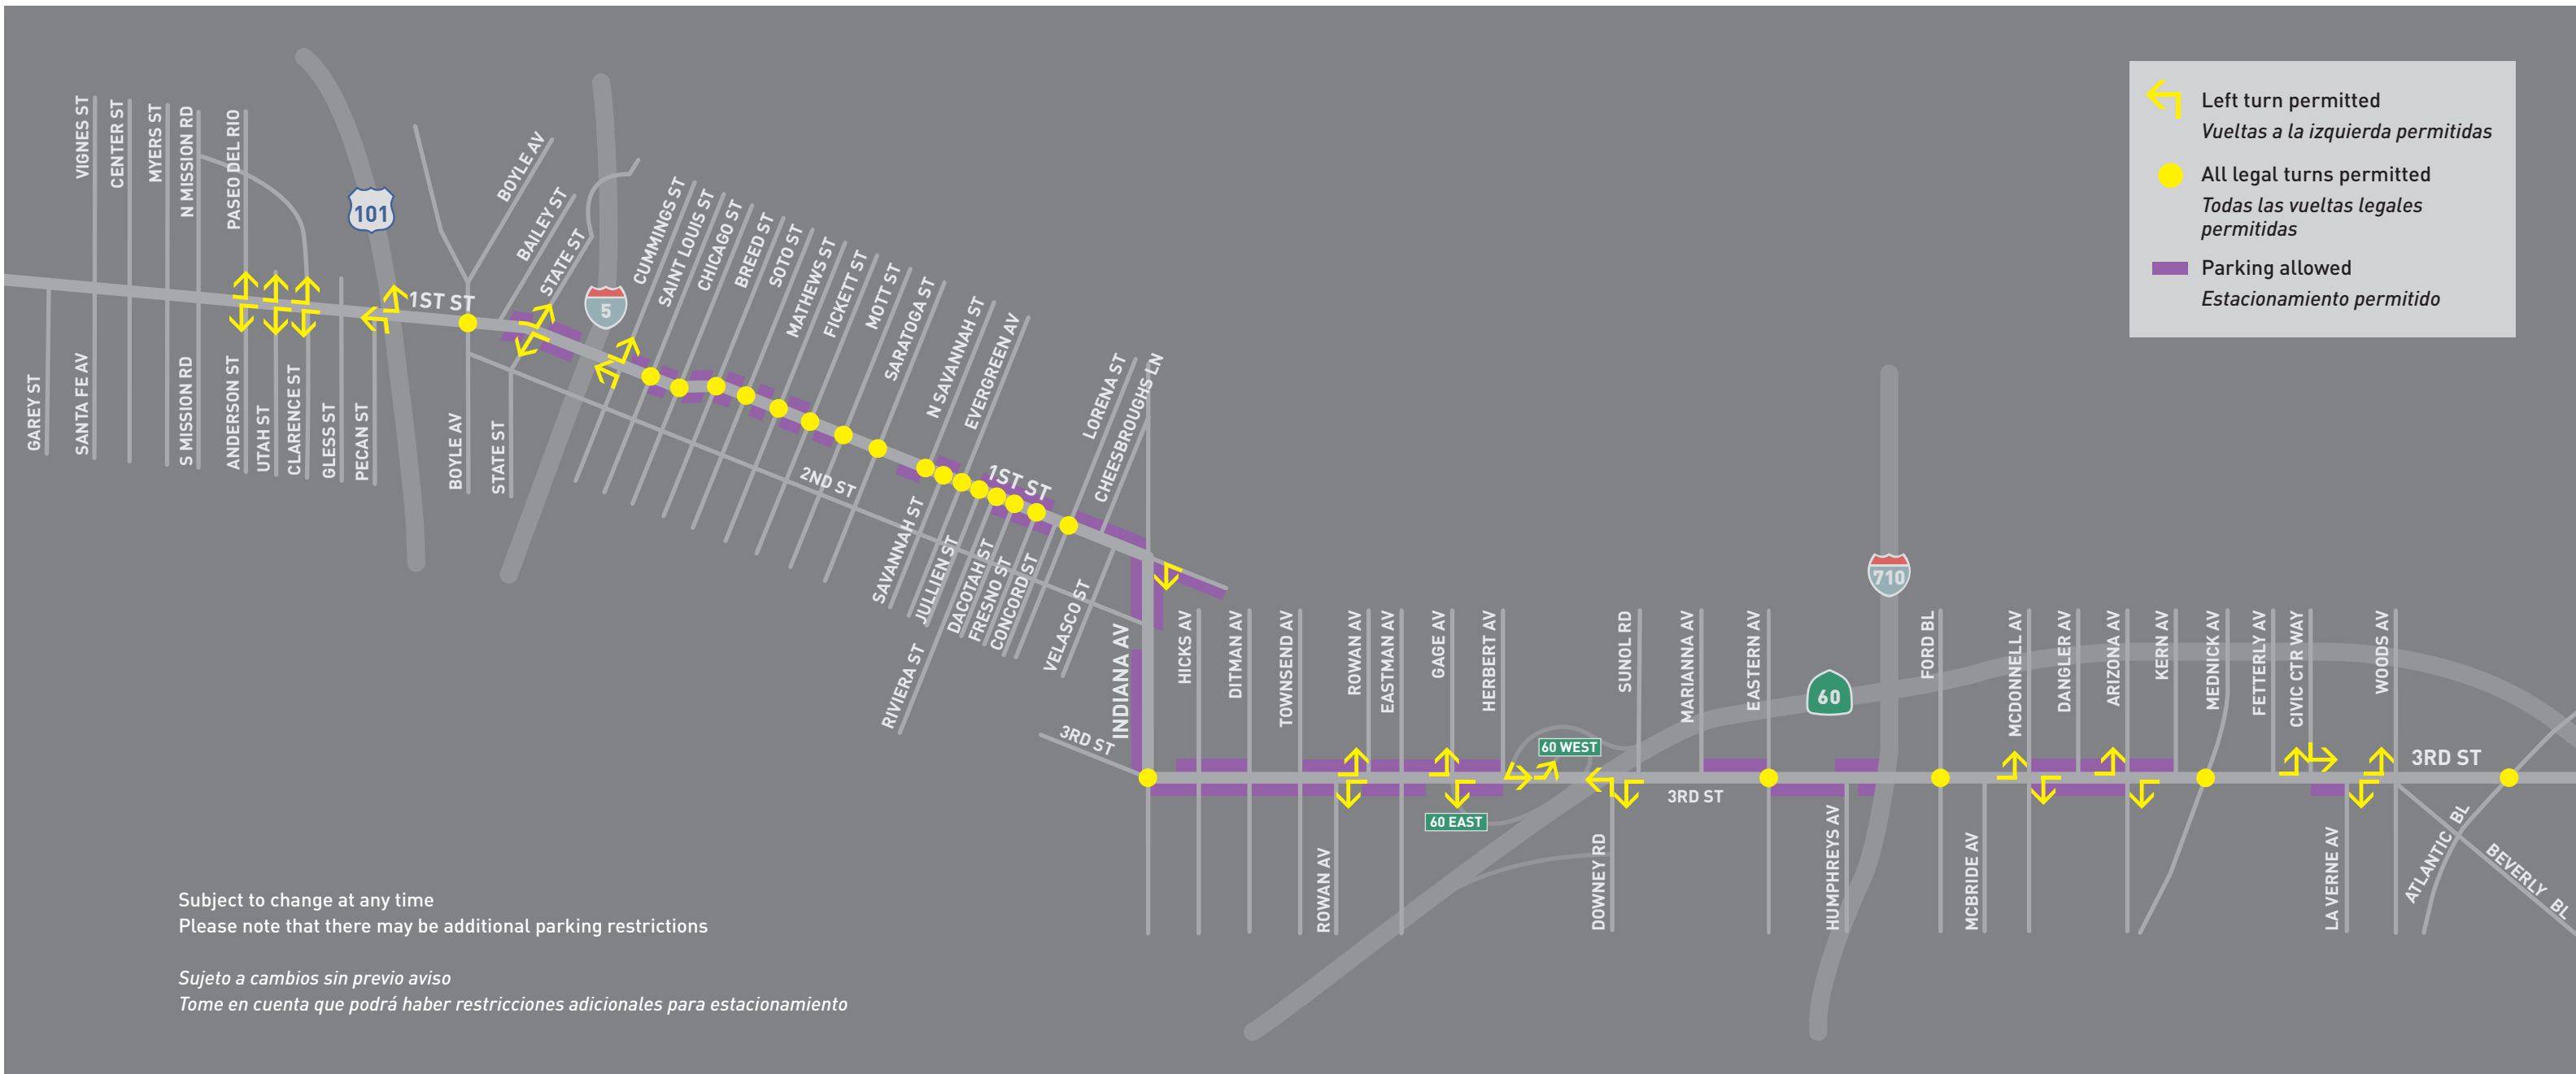 VIGNES ST
CENTER ST
MYERS ST
N MISSION RD
PASEO DEL RIO
101
BOYLE AV
BAILEY ST
STATE ST
5
CUMMINGS ST
SAINT LOUIS ST
CHICAGO ST
BREED ST
SOTO ST
MATHEWS ST
FICKETT ST
MOTT ST
SARATOGA ST
N SAVANNAH ST
EVERGREEN AV
LORENA ST
CHEESBROUGHS LN
1ST ST
GAREY ST
SANTA FE AV
S MISSION RD
ANDERSON ST
UTAH ST
CLARENCE ST
GLESS ST
PECAN ST
BOYLE AV
STATE ST
2ND ST
1ST ST
SAVANNAH ST
JULLIEN ST
DACOTAH ST
FRESNO ST
CONCORD ST
RIVIERA ST
VELASCO ST
INDIANA AV
3RD ST
HICKS AV
DITMAN AV
TOWNSEND AV
ROWAN AV
EASTMAN AV
GAGE AV
HERBERT AV
60 WEST
60 EAST
SUNOL RD
MARIANNA AV
EASTERN AV
60
710
FORD BL
MCDONNELL AV
DANGLER AV
ARIZONA AV
KERN AV
MEDNICK AV
FETTERLY AV
CIVIC CTR WAY
WOODS AV
3RD ST
3RD ST
ROWAN AV
DOWNEY RD
HUMPHREYS AV
MCBRIDE AV
LA VERNE AV
ATLANTIC BL
BEVERLY BL
Left turn permitted
Vueltas a la izquierda permitidas
All legal turns permitted
Todas las vueltas legales
permitidas
Parking allowed
Estacionamiento permitido
Subject to change at any time
Please note that there may be additional parking restrictions
Sujeto a cambios sin previo aviso
Tome en cuenta que podrá haber restricciones adicionales para estacionamiento